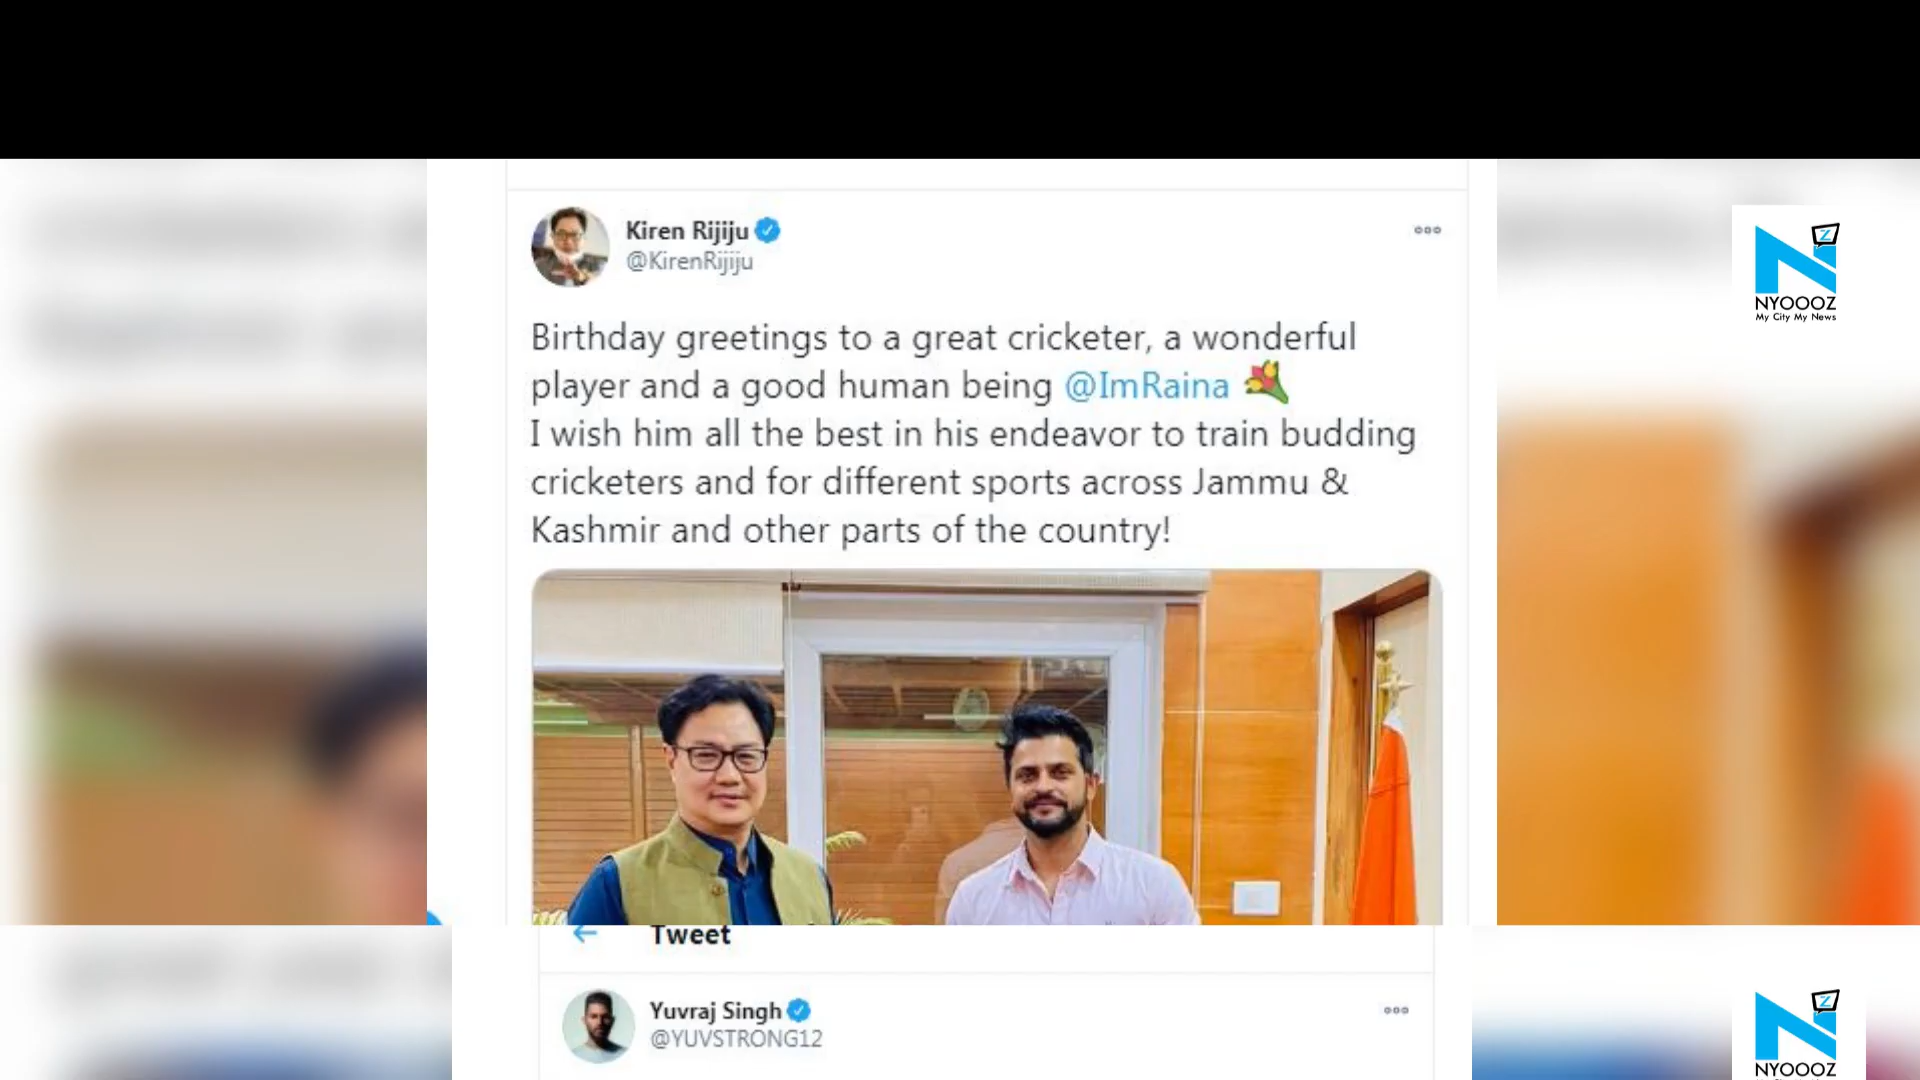 Kiren Rijiju
@KirenRijiju
Birthday greetings to a great cricketer, a wonderful
player and a good human being @ImRaina
I wish him all the best in his endeavor to train budding
cricketers and for different sports across Jammu &
Kashmir and other parts of the country!
Z
NYOOOZ
My City My News
Tweet
Yuvraj Singh
@YUVSTRONG12
Z
NYOOOZ